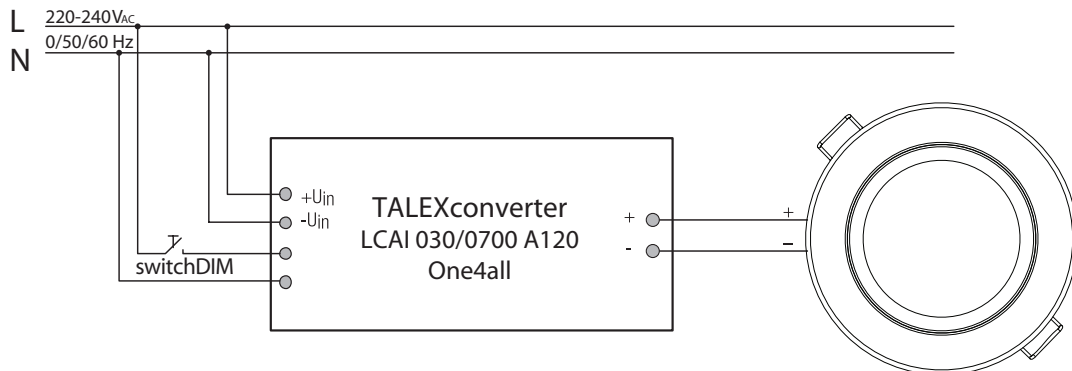 L 220-240VAC
N 0/50/60 Hz
+Uin
-Uin
switchDIM
TALEXconverter
LCAI 030/0700 A120
One4all
+
-
+
–